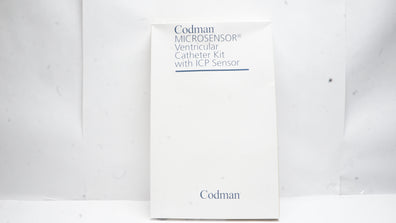 Codman
MICROSENSOR®
Ventricular
Catheter Kit
with ICP Sensor
Codman